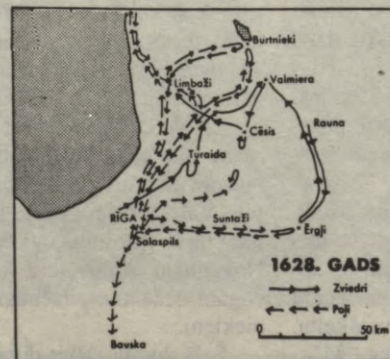 Burtnieki
Limbaži
Valmiera
Rauna
Cēsis
Turaida
RĪGA
Suntaži
Ērgļi
Salaspils
1628. GADS
Zviedri
Poļi
Bauska
0
50 km